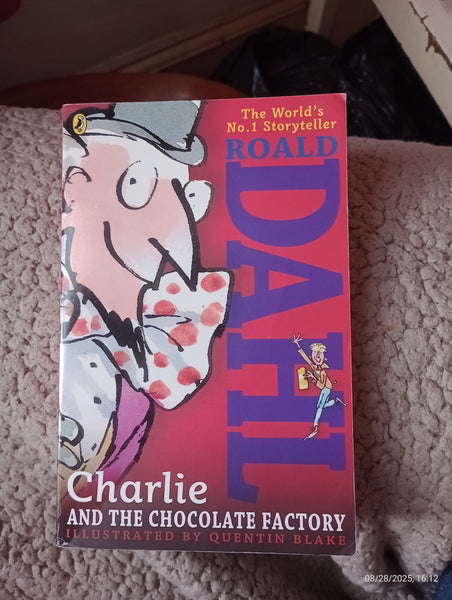 The World's
No.1 Storyteller
ROALD
DAHL
Charlie
AND THE CHOCOLATE FACTORY
ILLUSTRATED BY QUENTIN BLAKE
08/28/2025, 16:12